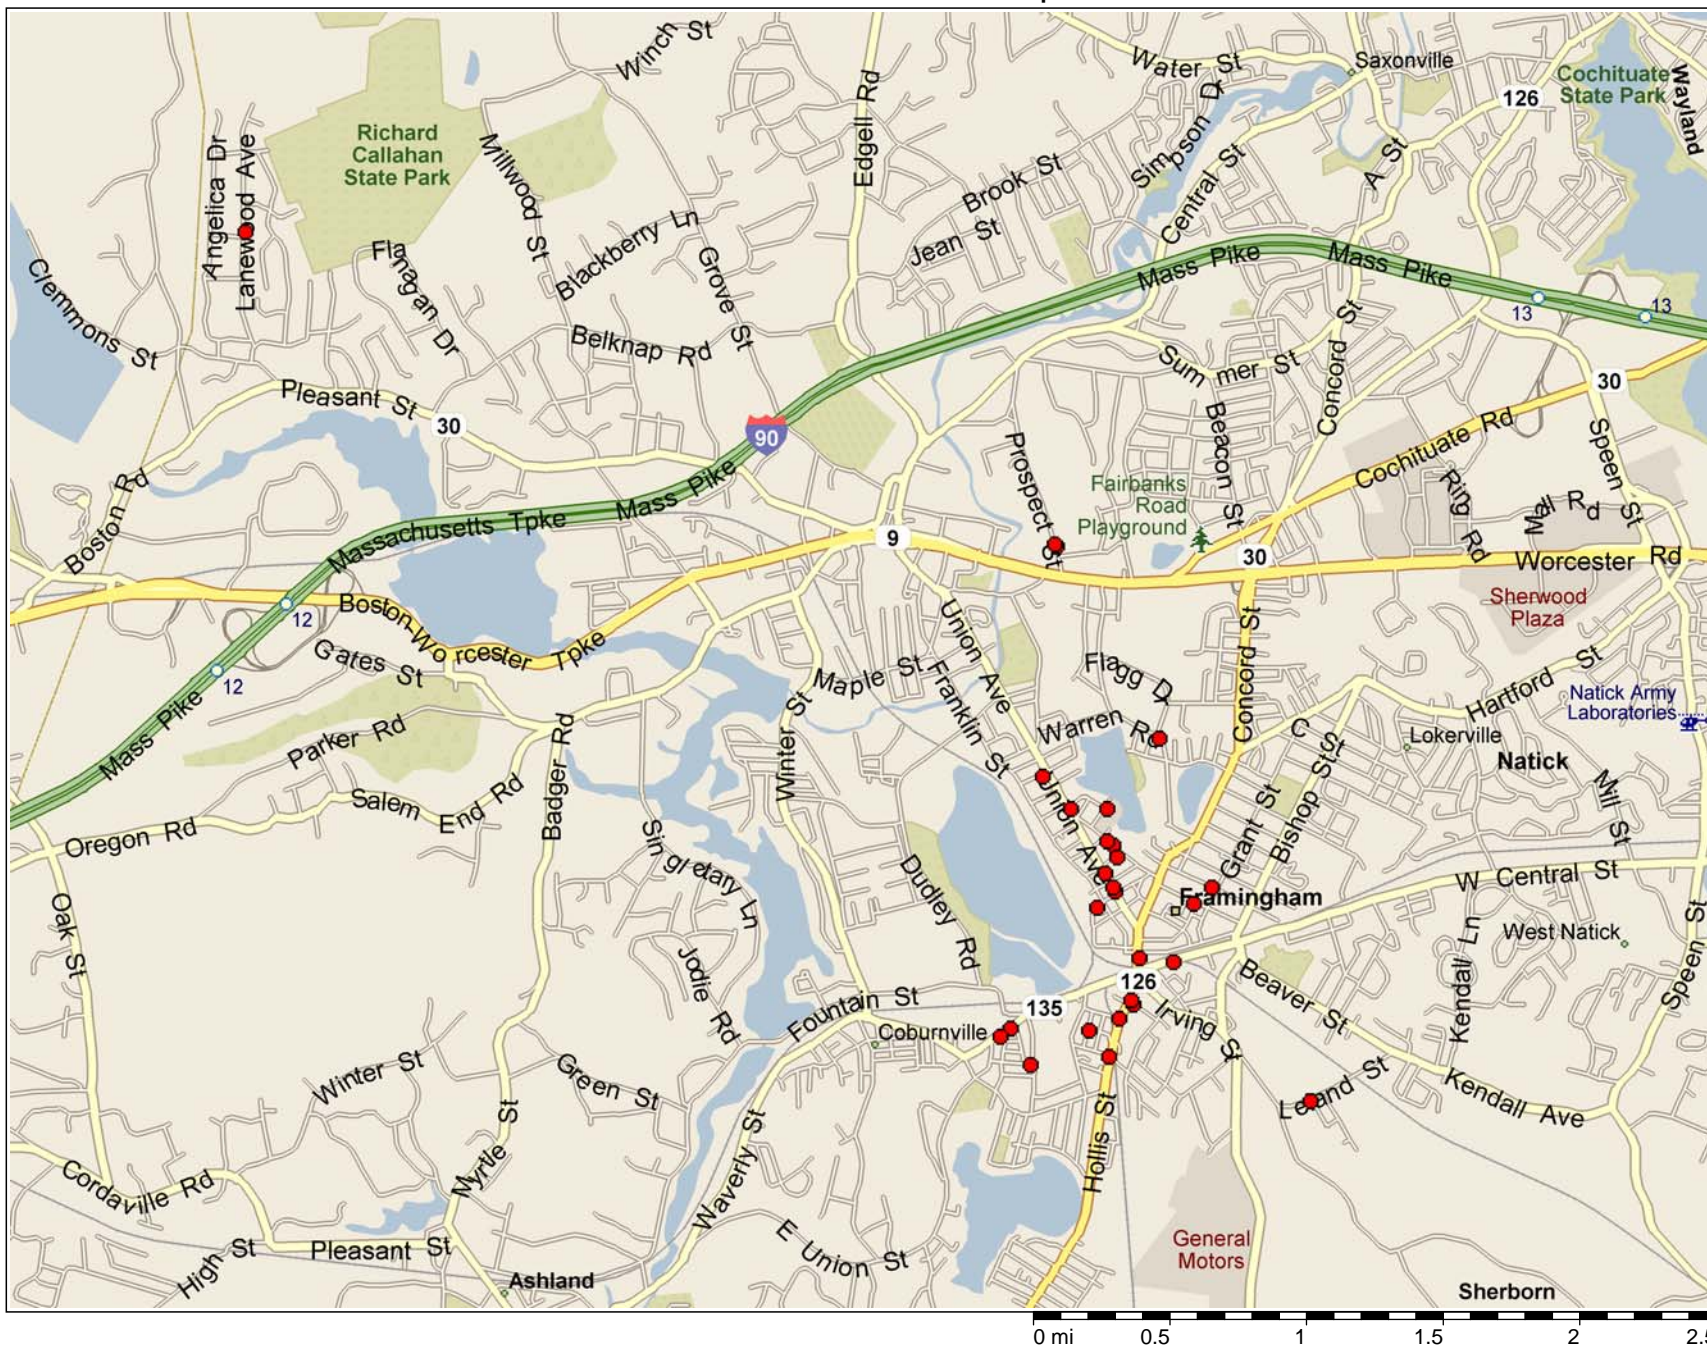 Winch St
Water St
Saxonville
Cochituate
State Park
Wayland
126
Edgell Rd
Simpson D
Richard
Callahan
State Park
Angelica Dr
Lanewood Ave
Millwood St
Brook St
Central St
A St
Jean St
Blackberry Ln
Flanagan Dr
Grove St
Clemmons St
Mass Pike
Mass Pike
13
13
Belknap Rd
Summer St
Concord St
30
Pleasant St
30
90
Beacon St
Prospect St
Cochituate Rd
Speen St
Ring Rd
Mall Rd
Fairbanks
Road
Playground
Boston Rd
Massachusetts Tpke
Mass Pike
9
30
Worcester Rd
Sherwood
Plaza
12
Boston-Worcester Tpke
Gates St
12
Mass Pike
Union Ave
Maple St
Franklin St
Flagg D
Warren Rd
Concord St
Hartford St
Natick Army
Laboratories
C St
St
Lokerville
Natick
Parker Rd
Badger Rd
Winter St
Salem End Rd
Oregon Rd
Union Ave
Grant St
Bishop St
Mill St
Singletary Ln
Dudley Rd
Framingham
W Central St
West Natick
Oak St
Kendall Ln
Speen St
Jodie Rd
Fountain St
135
126
Beaver St
Coburnville
Irving St
Winter St
Green St
Leland St
Kendall Ave
Hollis St
Myrtle St
Waverly St
Cordaville Rd
High St
Pleasant St
E Union St
General
Motors
Ashland
Sherborn
0 mi 0.5 1 1.5 2 2.5